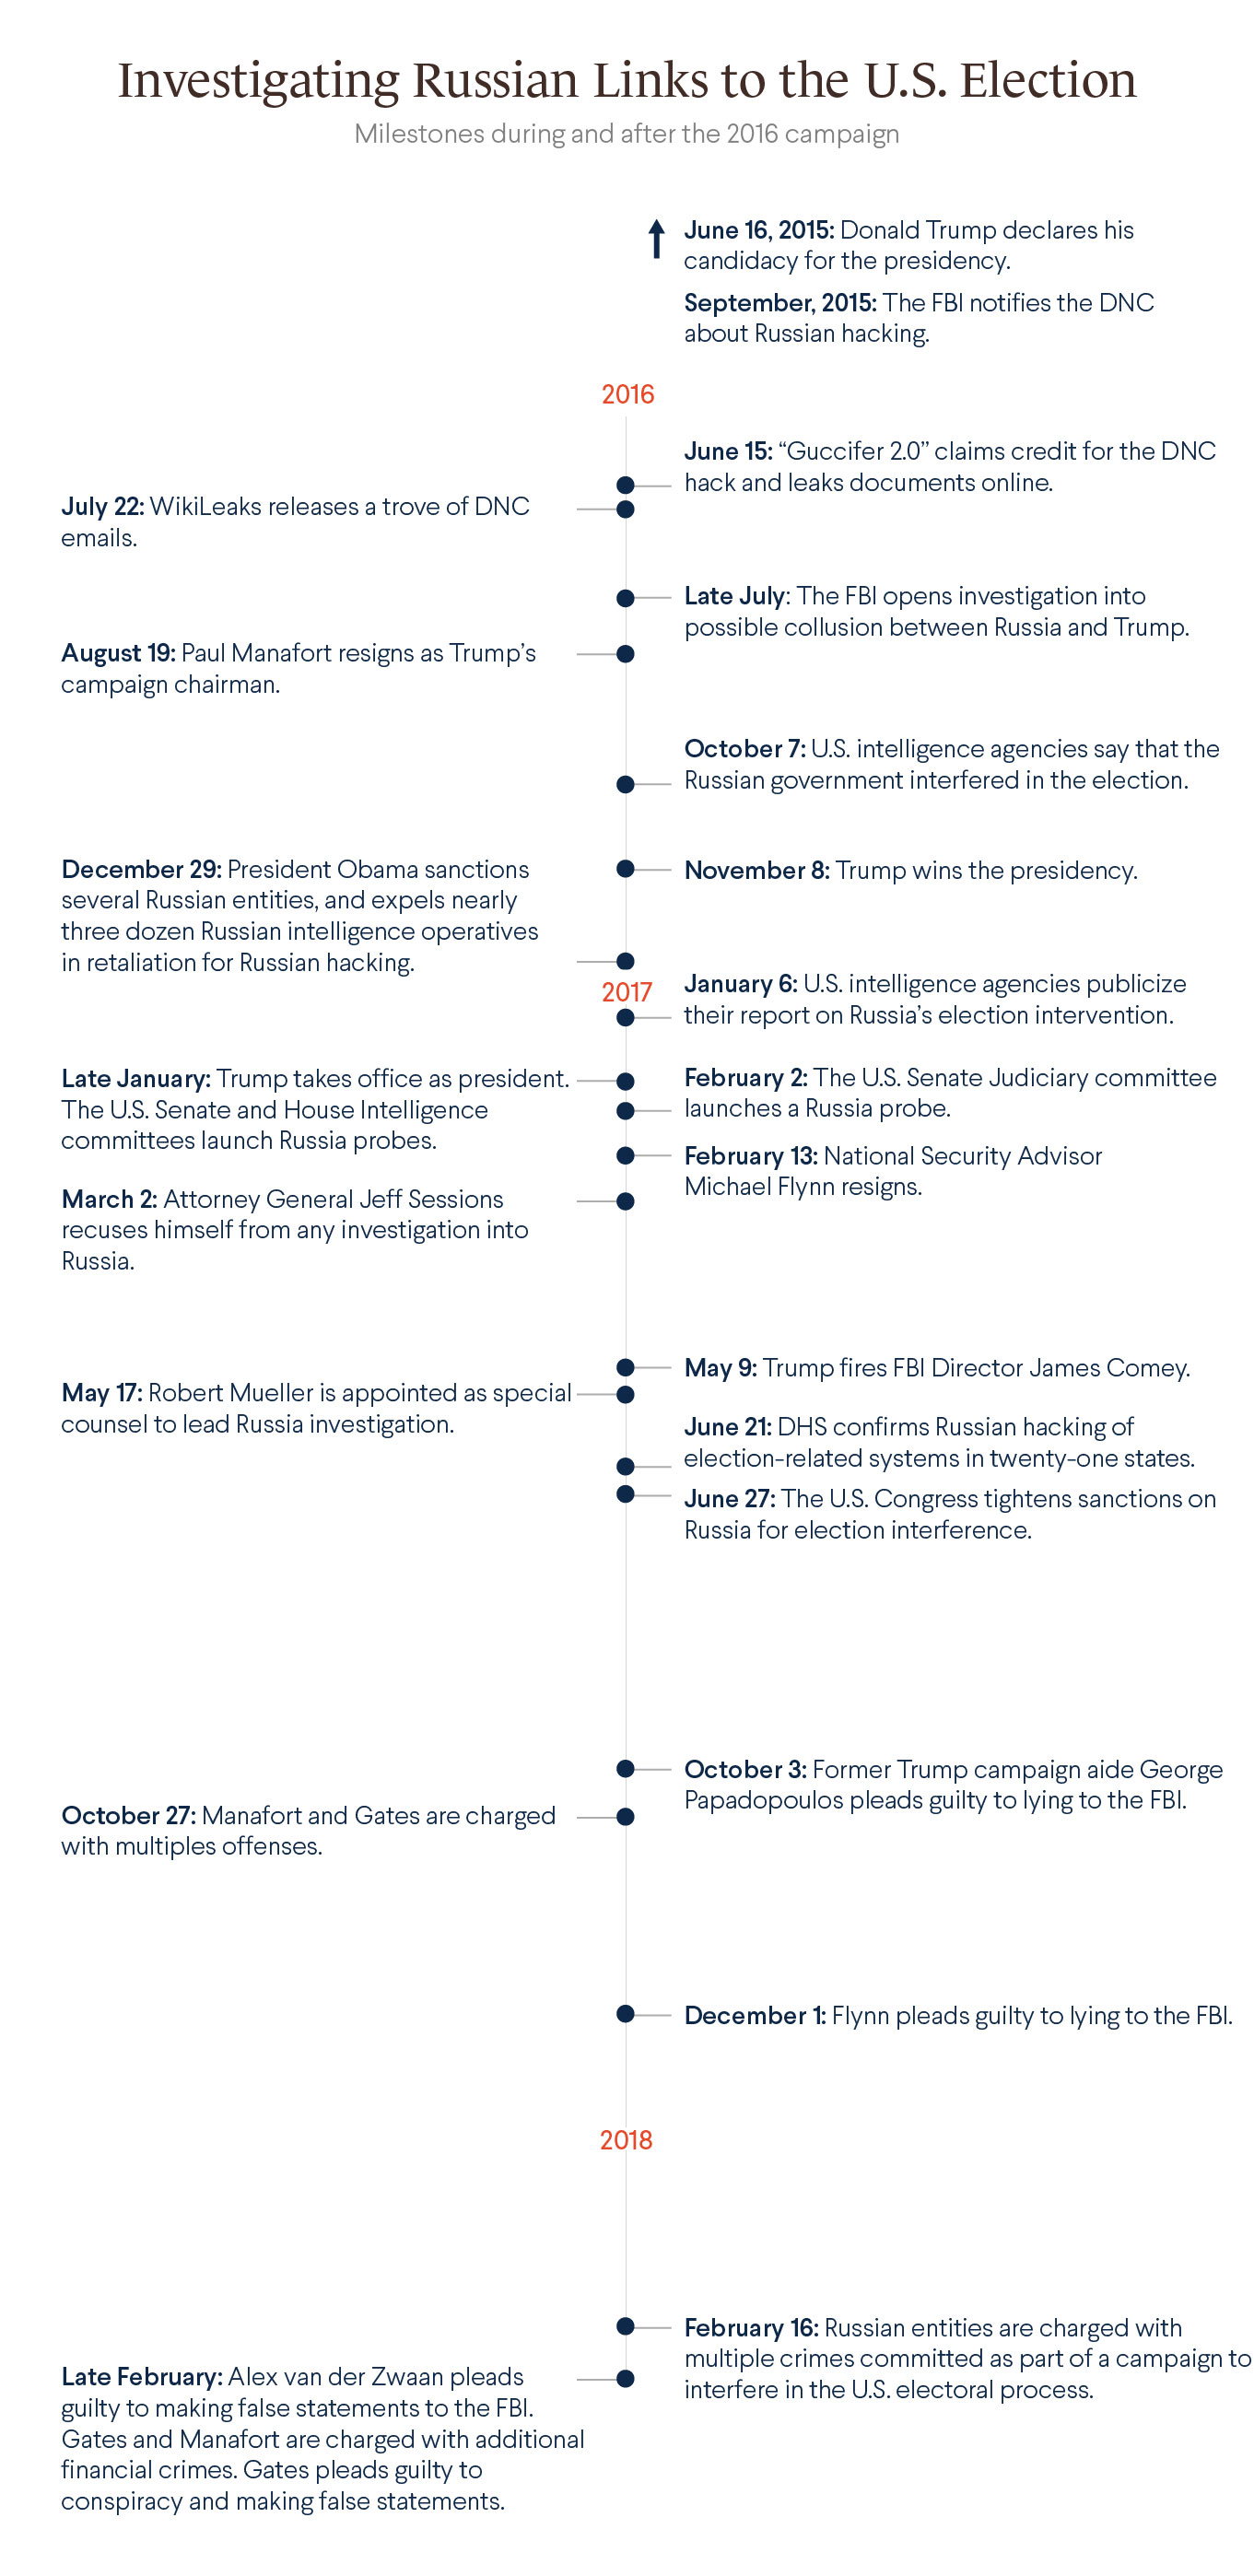 Investigating Russian Links to the U.S. Election
Milestones during and after the 2016 campaign
June 16, 2015: Donald Trump declares his
candidacy for the presidency.
September, 2015: The FBI notifies the DNC
about Russian hacking.
2016
June 15: “Guccifer 2.0” claims credit for the DNC
hack and leaks documents online.
July 22: WikiLeaks releases a trove of DNC
emails.
Late July: The FBI opens investigation into
possible collusion between Russia and Trump.
August 19: Paul Manafort resigns as Trump’s
campaign chairman.
October 7: U.S. intelligence agencies say that the
Russian government interfered in the election.
November 8: Trump wins the presidency.
December 29: President Obama sanctions
several Russian entities, and expels nearly
three dozen Russian intelligence operatives
in retaliation for Russian hacking.
2017
January 6: U.S. intelligence agencies publicize
their report on Russia’s election intervention.
Late January: Trump takes office as president.
The U.S. Senate and House Intelligence
committees launch Russia probes.
February 2: The U.S. Senate Judiciary committee
launches a Russia probe.
February 13: National Security Advisor
Michael Flynn resigns.
March 2: Attorney General Jeff Sessions
recuses himself from any investigation into
Russia.
May 9: Trump fires FBI Director James Comey.
May 17: Robert Mueller is appointed as special
counsel to lead Russia investigation.
June 21: DHS confirms Russian hacking of
election-related systems in twenty-one states.
June 27: The U.S. Congress tightens sanctions on
Russia for election interference.
October 3: Former Trump campaign aide George
Papadopoulos pleads guilty to lying to the FBI.
October 27: Manafort and Gates are charged
with multiples offenses.
December 1: Flynn pleads guilty to lying to the FBI.
2018
February 16: Russian entities are charged with
multiple crimes committed as part of a campaign to
interfere in the U.S. electoral process.
Late February: Alex van der Zwaan pleads
guilty to making false statements to the FBI.
Gates and Manafort are charged with additional
financial crimes. Gates pleads guilty to
conspiracy and making false statements.